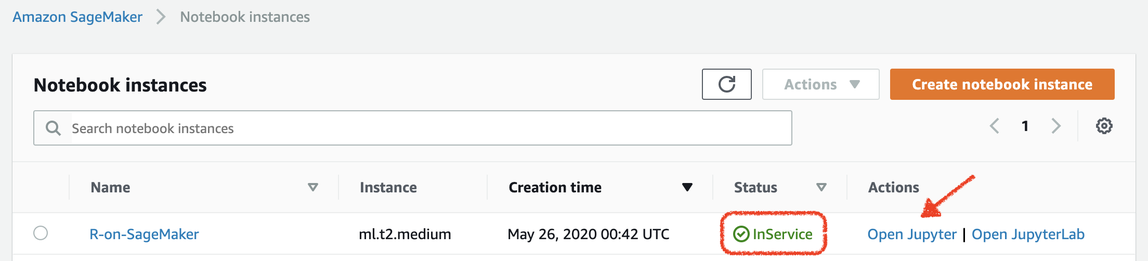 Amazon SageMaker > Notebook instances
Notebook instances
Actions
Create notebook instance
Search notebook instances
1
Name Instance Creation time Status Actions
R-on-SageMaker ml.t2.medium May 26, 2020 00:42 UTC InService Open Jupyter | Open JupyterLab